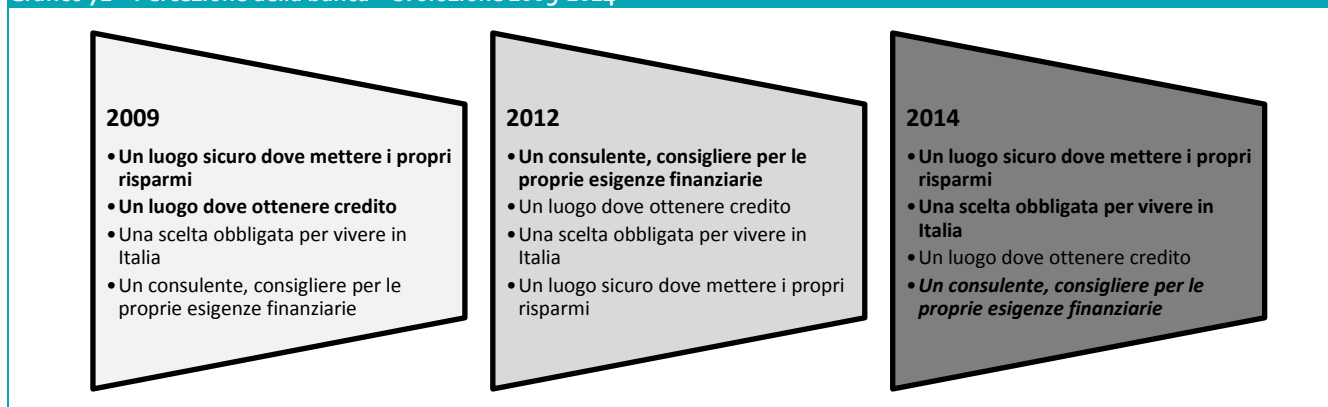 2009
•Un luogo sicuro dove mettere i propri
risparmi
•Un luogo dove ottenere credito
•Una scelta obbligata per vivere in
Italia
•Un consulente, consigliere per le
proprie esigenze finanziarie
2012
•Un consulente, consigliere per le
proprie esigenze finanziarie
•Un luogo dove ottenere credito
•Una scelta obbligata per vivere in
Italia
•Un luogo sicuro dove mettere i propri
risparmi
2014
•Un luogo sicuro dove mettere i propri
risparmi
•Una scelta obbligata per vivere in
Italia
•Un luogo dove ottenere credito
•Un consulente, consigliere per le
proprie esigenze finanziarie